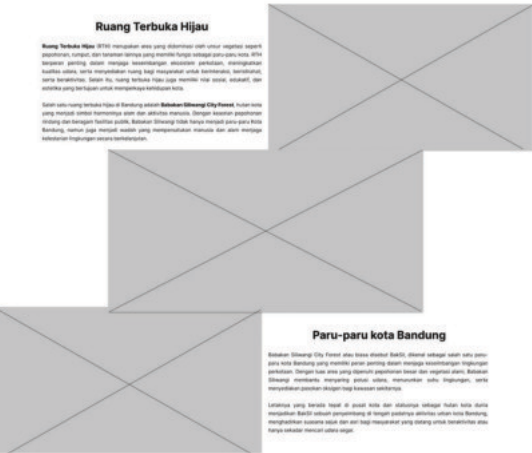 Ruang Terbuka Hijau
Ruang Terbuka Hijau (RTH) merupakan area yang didominasi oleh unsur vegetasi seperti
pepohonan, rumput, dan tanaman lainnya yang memiliki fungsi sebagai paru-paru kota. RTH
berperan penting dalam menjaga keseimbangan ekosistem perkotaan, meningkatkan
kualitas udara, serta menyediakan ruang bagi masyarakat untuk berinteraksi, beristirahat,
serta beraktivitas. Selain itu, ruang terbuka hijau juga memiliki nilai sosial, edukatif, dan
estetika yang bertujuan untuk memperkaya kehidupan kota.
Salah satu ruang terbuka hijau di Bandung adalah Babakan Siliwangi City Forest, hutan kota
yang menjadi simbol harmoninya alam dan aktivitas manusia. Dengan kawasan pepohonan
rindang dan beragam fasilitas publik, Babakan Siliwangi tidak hanya menjadi paru-paru Kota
Bandung, namun juga menjadi wadah yang mempersatukan manusia dan alam menjaga
kelestarian lingkungan secara berkelanjutan.
Paru-paru kota Bandung
Babakan Siliwangi City Forest atau biasa disebut BakSil, dikenal sebagai salah satu paru-
paru kota Bandung yang memiliki peran penting dalam menjaga keseimbangan lingkungan
perkotaan. Dengan luas area yang dipenuhi pepohonan besar dan vegetasi alami, Babakan
Siliwangi membantu menyaring polusi udara, menurunkan suhu lingkungan, serta
menyediakan pasokan oksigen bagi kawasan sekitarnya.
Letaknya yang berada tepat di pusat kota dan statusnya sebagai hutan kota dunia
menjadikan BakSil sebuah penyeimbang di tengah padatnya aktivitas urban kota Bandung,
menghadirkan suasana sejuk dan asri bagi masyarakat yang datang untuk beraktivitas atau
hanya sekadar mencari udara segar.